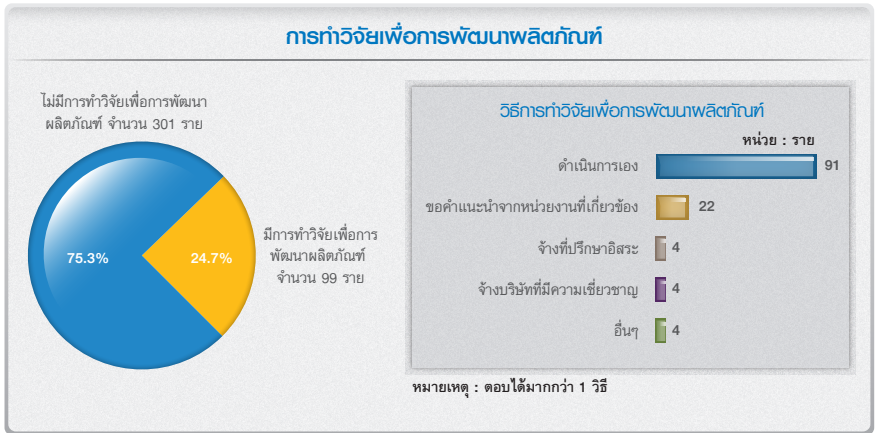 การทำวิจัยเพื่อการพัฒนาผลิตภัณฑ์
ไม่มีการทำวิจัยเพื่อการพัฒนา
ผลิตภัณฑ์ จำนวน 301 ราย
75.3%
24.7%
มีการทำวิจัยเพื่อการ
พัฒนาผลิตภัณฑ์
จำนวน 99 ราย
วิธีการทำวิจัยเพื่อการพัฒนาผลิตภัณฑ์
หน่วย : ราย
ดำเนินการเอง 91
ขอคำแนะนำจากหน่วยงานที่เกี่ยวข้อง 22
จ้างที่ปรึกษาอิสระ 4
จ้างบริษัทที่มีความเชี่ยวชาญ 4
อื่นๆ 4
หมายเหตุ : ตอบได้มากกว่า 1 วิธี